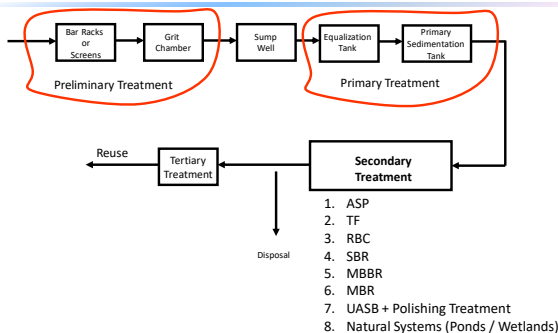 Bar Racks
or
Screens
Grit
Chamber
Sump
Well
Equalization
Tank
Primary
Sedimentation
Tank
Preliminary Treatment
Primary Treatment
Reuse
Tertiary
Treatment
Secondary
Treatment
Disposal
1. ASP
2. TF
3. RBC
4. SBR
5. MBBR
6. MBR
7. UASB + Polishing Treatment
8. Natural Systems (Ponds / Wetlands)